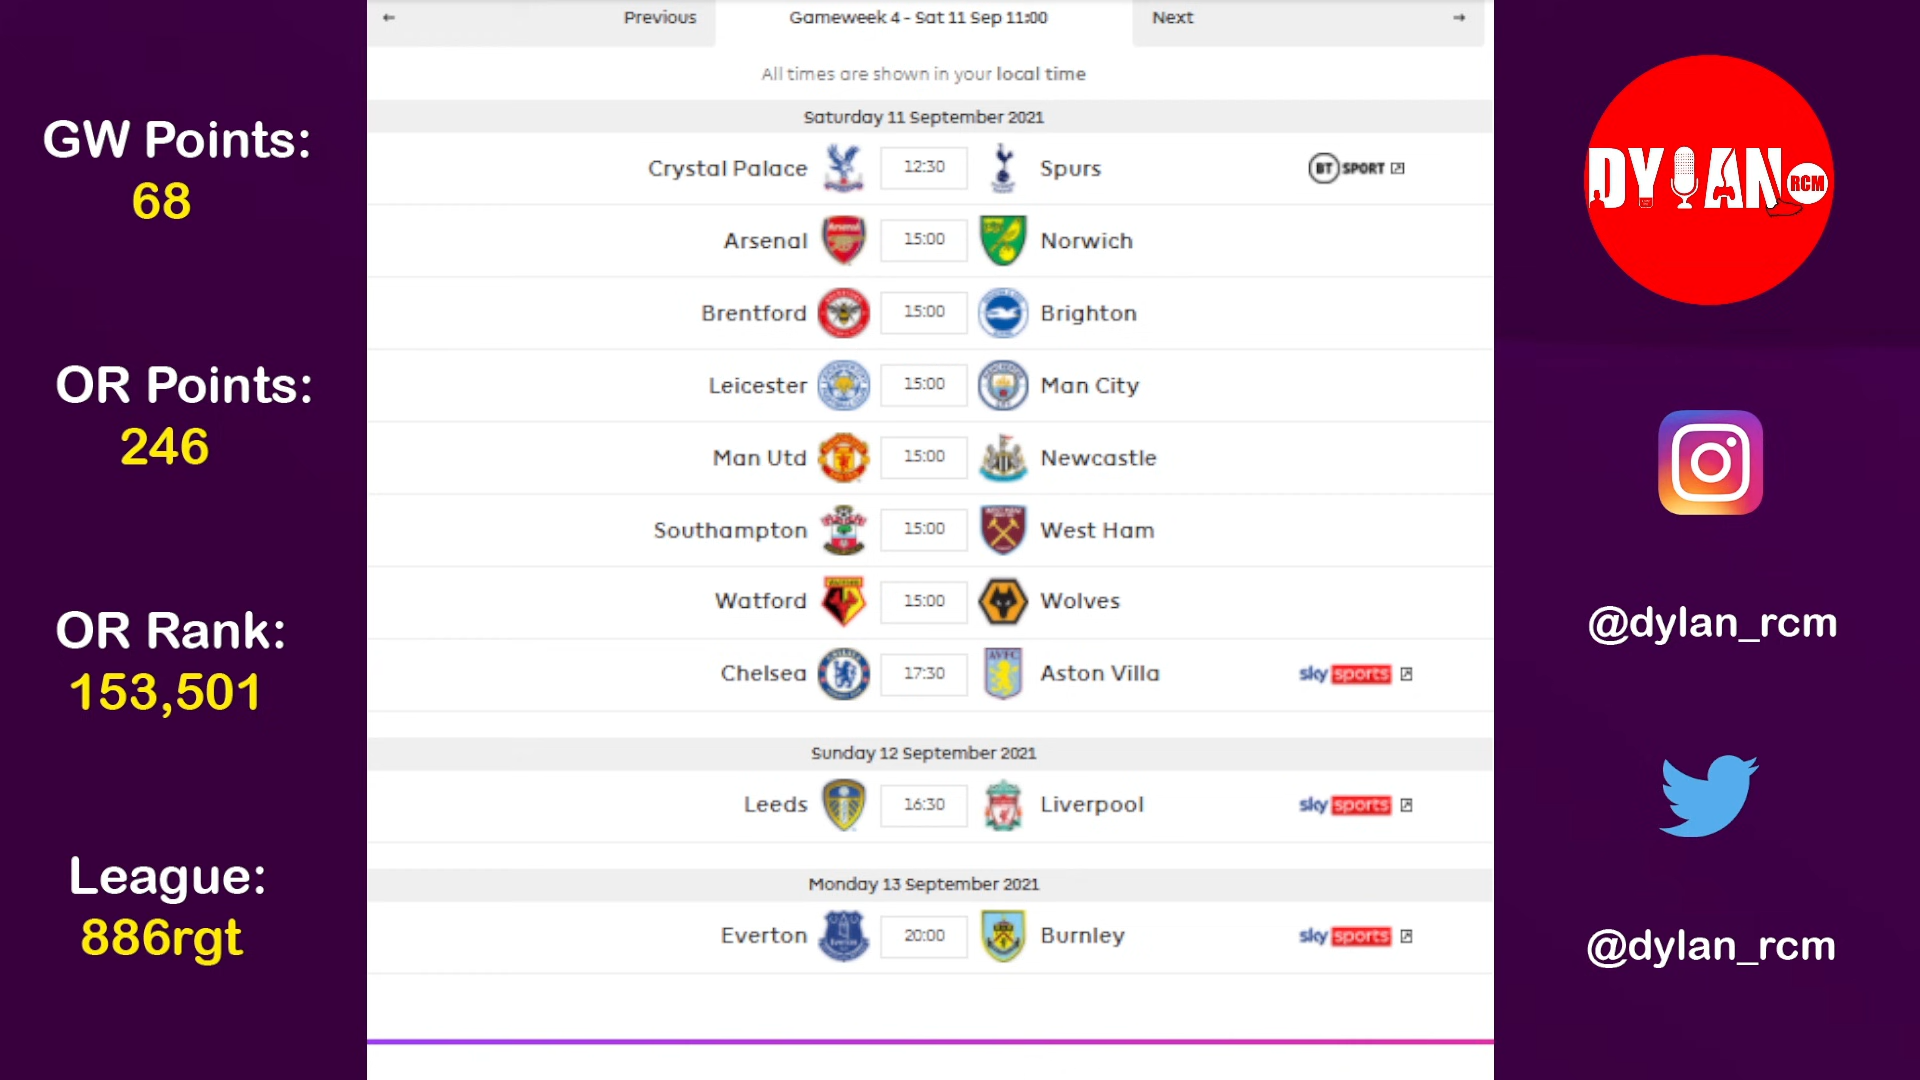 ← Previous
Gameweek 4 - Sat 11 Sep 11:00
Next →
All times are shown in your local time
Saturday 11 September 2021
Crystal Palace 12:30 Spurs BT SPORT
Arsenal 15:00 Norwich
Brentford 15:00 Brighton
Leicester 15:00 Man City
Man Utd 15:00 Newcastle
Southampton 15:00 West Ham
Watford 15:00 Wolves
Chelsea 17:30 Aston Villa sky sports
Sunday 12 September 2021
Leeds 16:30 Liverpool sky sports
Monday 13 September 2021
Everton 20:00 Burnley sky sports
GW Points:
68
OR Points:
246
OR Rank:
153,501
League:
886rgt
DYLAN RCM
@dylan_rcm
@dylan_rcm